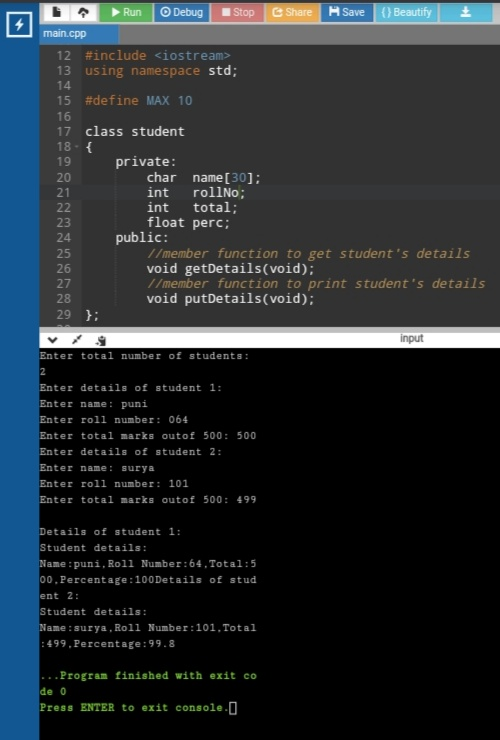 Run Debug Stop Share Save {} Beautify
main.cpp
12 #include <iostream>
13 using namespace std;
14
15 #define MAX 10
16
17 class student
18 {
19     private:
20         char  name[30];
21         int   rollNo;
22         int   total;
23         float perc;
24     public:
25         //member function to get student's details
26         void getDetails(void);
27         //member function to print student's details
28         void putDetails(void);
29 };
input
Enter total number of students:
2
Enter details of student 1:
Enter name: puni
Enter roll number: 064
Enter total marks outof 500: 500
Enter details of student 2:
Enter name: surya
Enter roll number: 101
Enter total marks outof 500: 499

Details of student 1:
Student details:
Name:puni,Roll Number:64,Total:5
00,Percentage:100Details of stud
ent 2:
Student details:
Name:surya,Roll Number:101,Total
:499,Percentage:99.8

...Program finished with exit co
de 0
Press ENTER to exit console.